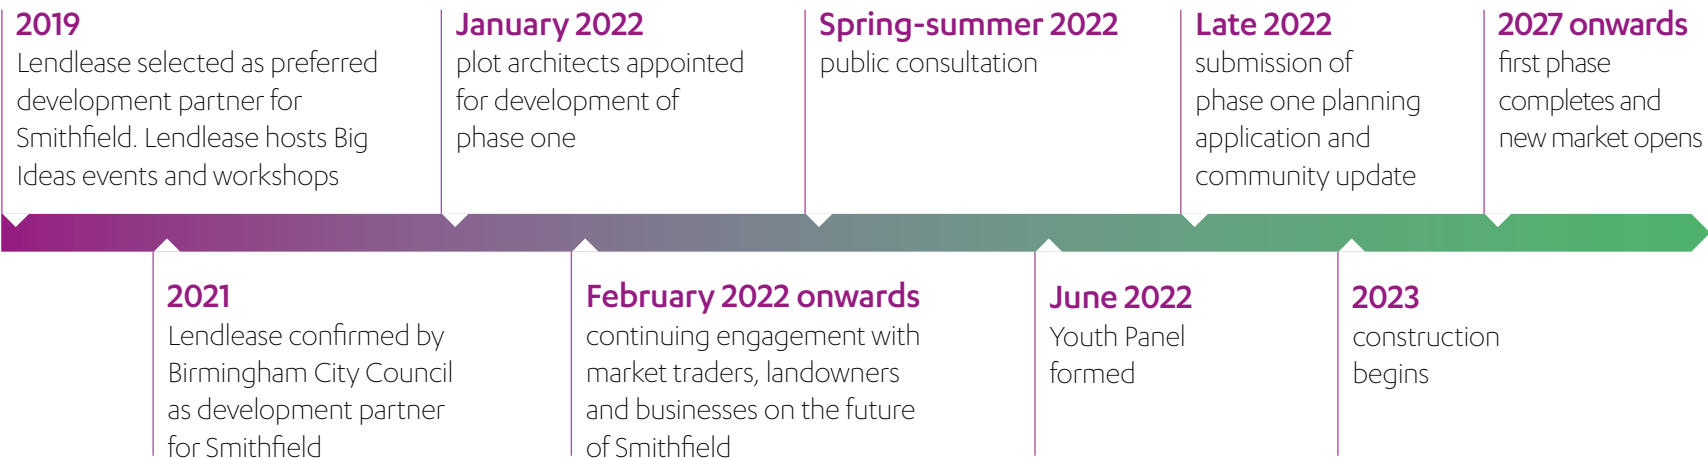 2019
Lendlease selected as preferred
development partner for
Smithfield. Lendlease hosts Big
Ideas events and workshops
January 2022
plot architects appointed
for development of
phase one
Spring-summer 2022
public consultation
Late 2022
submission of
phase one planning
application and
community update
2027 onwards
first phase
completes and
new market opens
2021
Lendlease confirmed by
Birmingham City Council
as development partner
for Smithfield
February 2022 onwards
continuing engagement with
market traders, landowners
and businesses on the future
of Smithfield
June 2022
Youth Panel
formed
2023
construction
begins